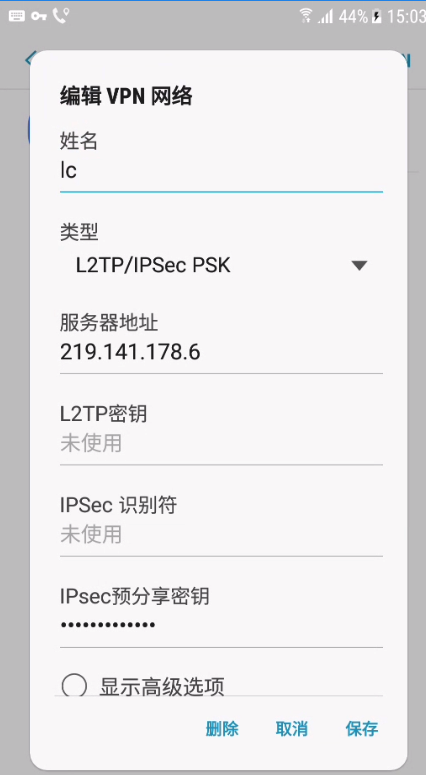 44% 15:03
编辑 VPN 网络
姓名
lc
类型
L2TP/IPSec PSK
服务器地址
219.141.178.6
L2TP密钥
未使用
IPSec 识别符
未使用
IPsec预分享密钥
•••••••••••••
显示高级选项
删除 取消 保存